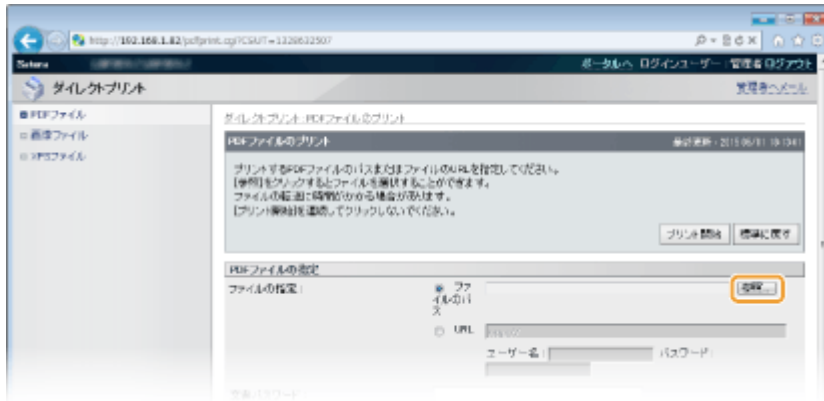 http://192.168.1.82/pdfprint.cgi?CSIUT=1328632507
Satera
ポータルへ ログインユーザー: 管理者 ログアウト
ダイレクトプリント
管理者へメール
PDFファイル
画像ファイル
XPSファイル
ダイレクトプリント:PDFファイルのプリント
PDFファイルのプリント
最終更新 :
プリントするPDFファイルのパスまたはファイルのURLを指定してください。
[参照]をクリックするとファイルを選択することができます。
ファイルの転送に時間がかかる場合があります。
[プリント開始]を連続してクリックしないでください。
プリント開始
標準に戻す
PDFファイルの指定
ファイルの指定 :
ファイルのパス
参照...
URL
ユーザー名 :
パスワード :
文書パスワード :